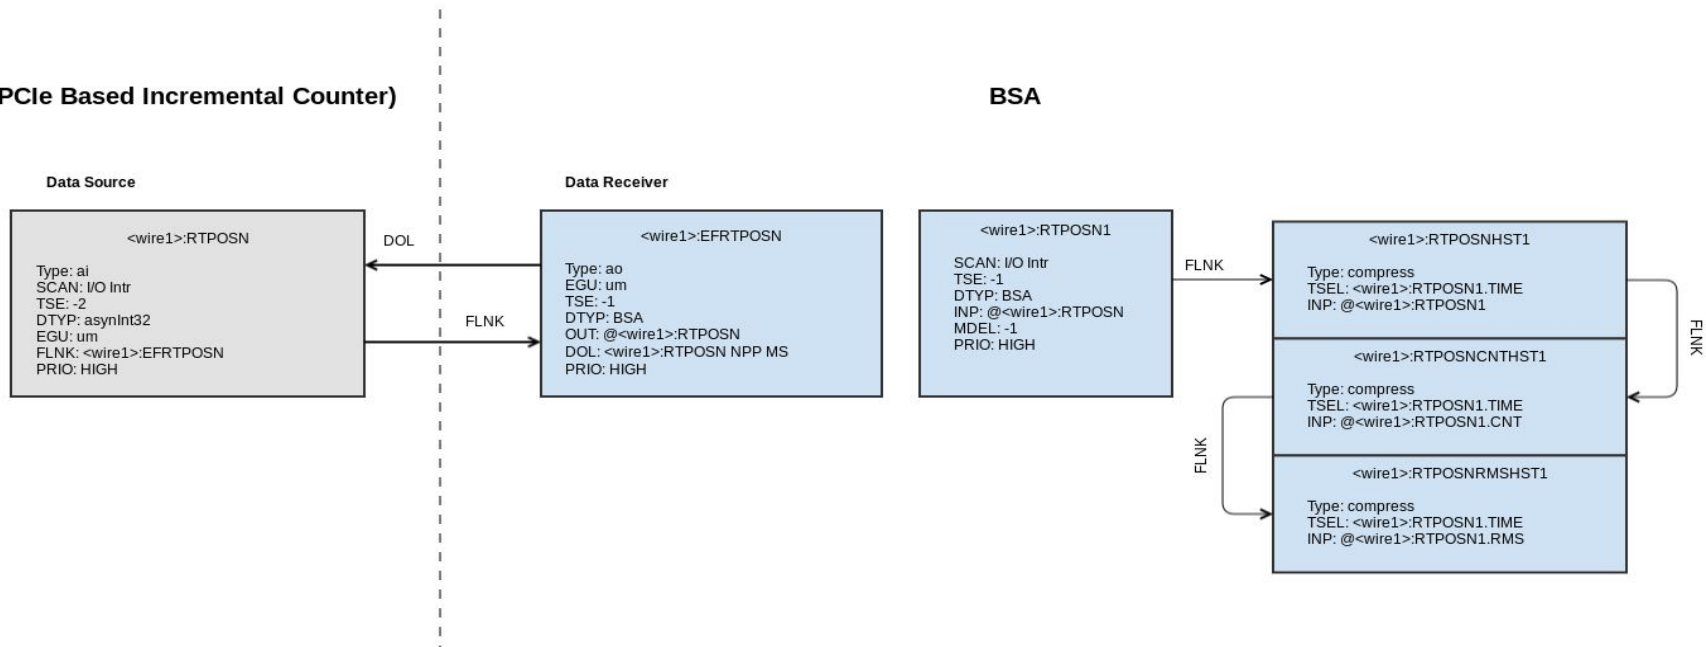 PCIe Based Incremental Counter)
BSA
Data Source
Data Receiver
<wire1>:RTPOSN
Type: ai
SCAN: I/O Intr
TSE: -2
DTYP: asynInt32
EGU: um
FLNK: <wire1>:EFRTPOSN
PRIO: HIGH
DOL
FLNK
<wire1>:EFRTPOSN
Type: ao
EGU: um
TSE: -1
DTYP: BSA
OUT: @<wire1>:RTPOSN
DOL: <wire1>:RTPOSN NPP MS
PRIO: HIGH
<wire1>:RTPOSN1
SCAN: I/O Intr
TSE: -1
DTYP: BSA
INP: @<wire1>:RTPOSN
MDEL: -1
PRIO: HIGH
FLNK
<wire1>:RTPOSNHST1
Type: compress
TSEL: <wire1>:RTPOSN1.TIME
INP: @<wire1>:RTPOSN1
FLNK
<wire1>:RTPOSNCNTHST1
Type: compress
TSEL: <wire1>:RTPOSN1.TIME
INP: @<wire1>:RTPOSN1.CNT
FLNK
<wire1>:RTPOSNRMSHST1
Type: compress
TSEL: <wire1>:RTPOSN1.TIME
INP: @<wire1>:RTPOSN1.RMS